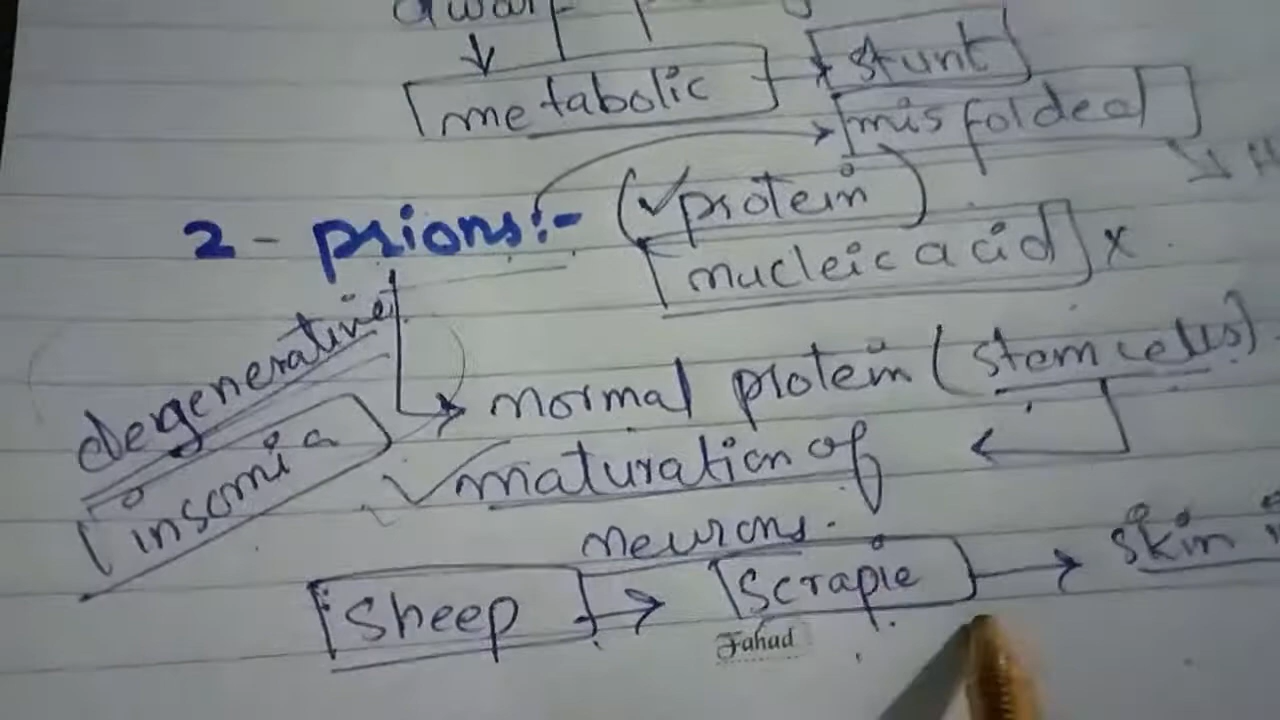 metabolic → stunt
misfolded
2 - prions:- (✓protein)
nucleic acid x
degenerative
normal protein (stem cells)
insomia
✓ maturation of
neurons.
Sheep → Scrapie → skin
Fahad